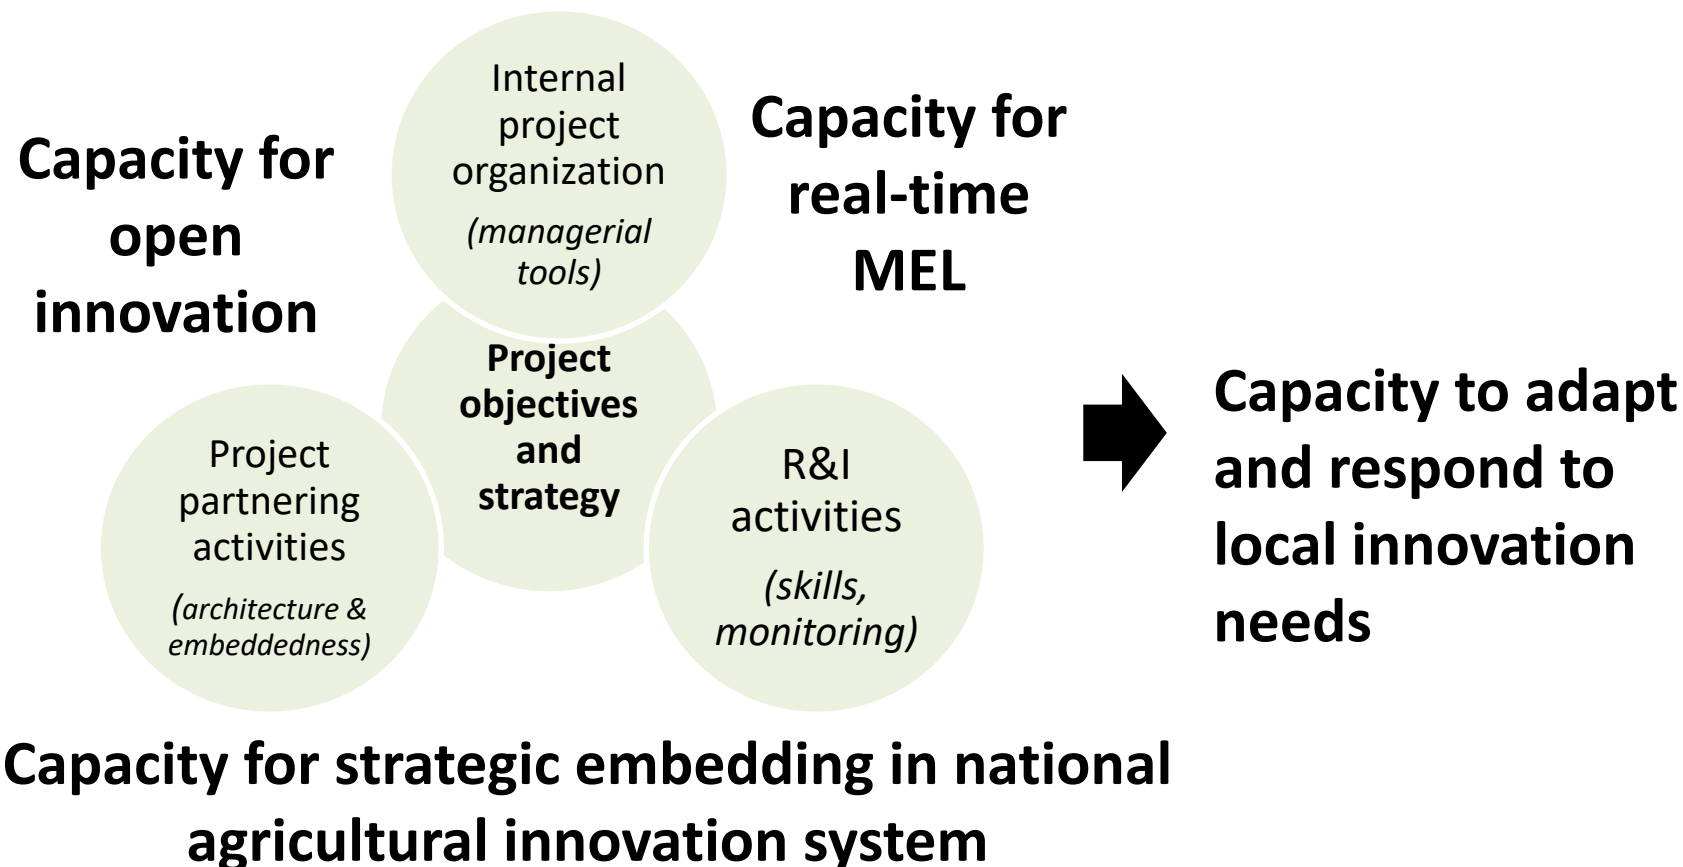 Capacity for
open
innovation
Internal
project
organization
(managerial
tools)
Capacity for
real-time
MEL
Project
objectives
and
strategy
Project
partnering
activities
(architecture &
embeddedness)
R&I
activities
(skills,
monitoring)
Capacity to adapt
and respond to
local innovation
needs
Capacity for strategic embedding in national
agricultural innovation system